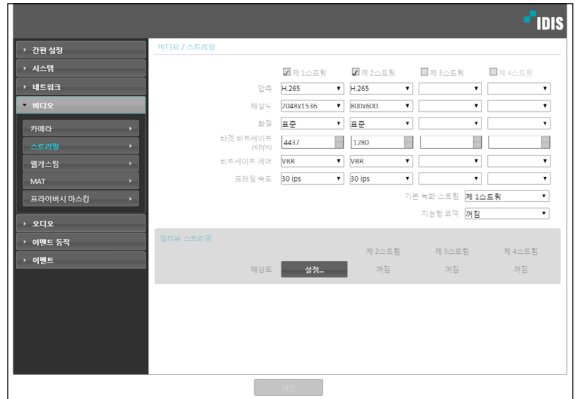 IDIS
간편 설정
시스템
네트워크
비디오
카메라
스트리밍
웹캐스팅
MAT
프라이버시 마스킹
오디오
이벤트 동작
이벤트
비디오 / 스트리밍
제 1스트림 제 2스트림 제 3스트림 제 4스트림
압축 H.265 H.265
해상도 2048x1536 800x600
화질 표준 표준
타겟 비트레이트 (Kbps) 4437 1280
비트레이트 제어 VBR VBR
프레임 속도 30 ips 30 ips
기본 녹화 스트림 제 1스트림
지능형 코덱 꺼짐
멀티뷰 스트리밍
제 2스트림 제 3스트림 제 4스트림
해상도 설정... 꺼짐 꺼짐 꺼짐
저장